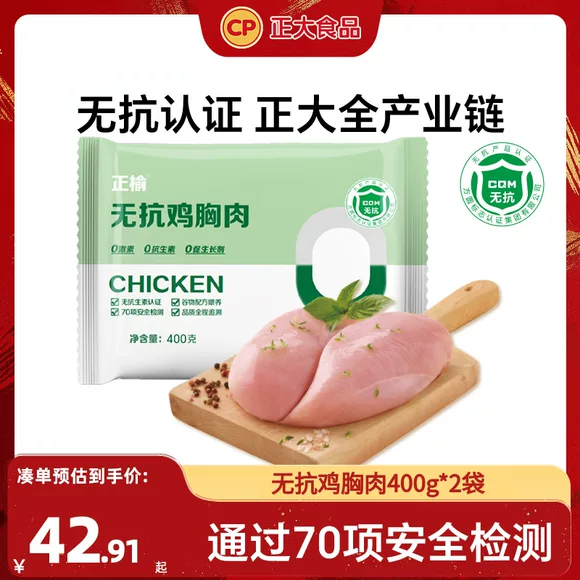 CP 正大食品
无抗认证 正大全产业链
正榆
无抗鸡胸肉
0激素 0抗生素 0促生长剂
CHICKEN
无抗生素认证 谷物配方喂养
70项安全检测 品质全程追溯
净含量：400克
无抗产品认证
CQM
无抗
方圆标志认证集团有限公司
凑单预估到手价：
¥42.91起
无抗鸡胸肉400g*2袋
通过70项安全检测